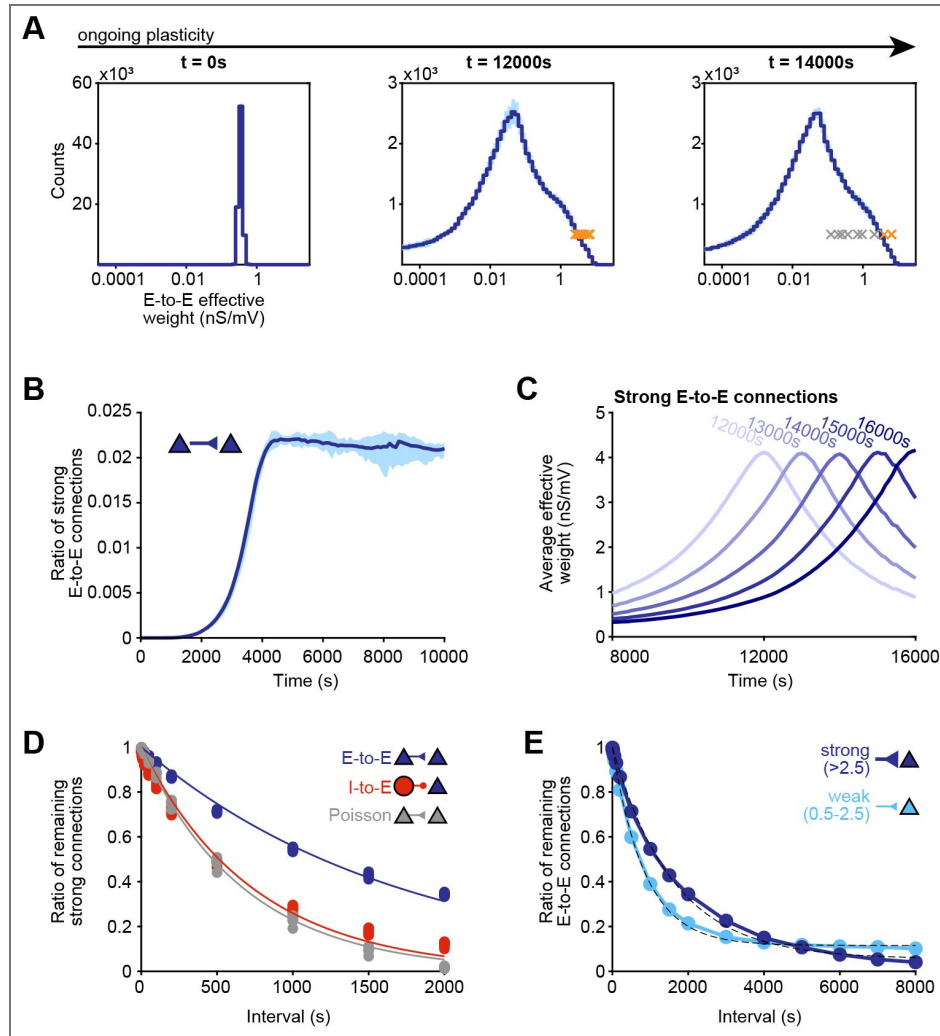 A
ongoing plasticity
t = 0s
t = 12000s
t = 14000s
x10³
60
40
20
Counts
0.0001 0.01 1
E-to-E effective
weight (nS/mV)
x10³
3
2
1
0.0001 0.01 1
x10³
3
2
1
0.0001 0.01 1
B
0.025
0.02
0.015
0.01
0.005
0
Ratio of strong
E-to-E connections
0 2000 4000 6000 8000 10000
Time (s)
C
Strong E-to-E connections
12000s
13000s
14000s
15000s
16000s
5
4
3
2
1
0
Average effective
weight (nS/mV)
8000 12000 16000
Time (s)
D
1
0.8
0.6
0.4
0.2
0
Ratio of remaining
strong connections
E-to-E
I-to-E
Poisson
0 500 1000 1500 2000
Interval (s)
E
1
0.8
0.6
0.4
0.2
0
Ratio of remaining
E-to-E connections
strong
(>2.5)
weak
(0.5-2.5)
0 2000 4000 6000 8000
Interval (s)